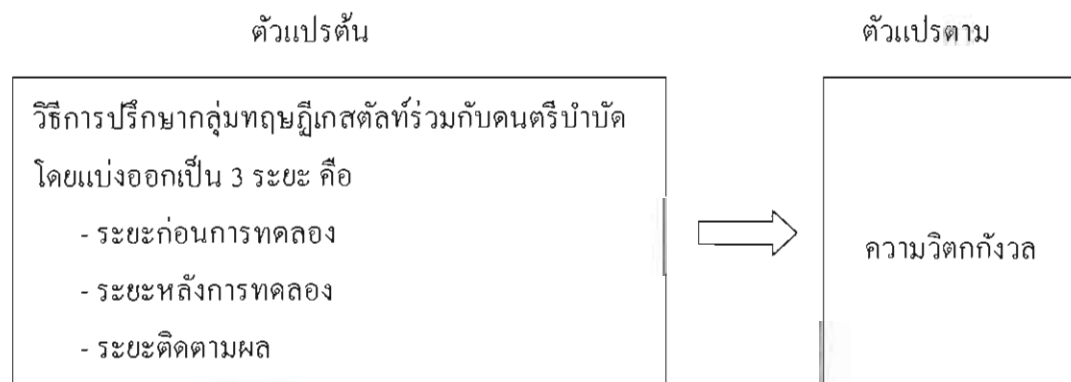 ตัวแปรต้น
ตัวแปรตาม
วิธีการปรึกษากลุ่มทฤษฎีเกสตัลท์ร่วมกับดนตรีบำบัด
โดยแบ่งออกเป็น 3 ระยะ คือ
- ระยะก่อนการทดลอง
- ระยะหลังการทดลอง
- ระยะติดตามผล
ความวิตกกังวล